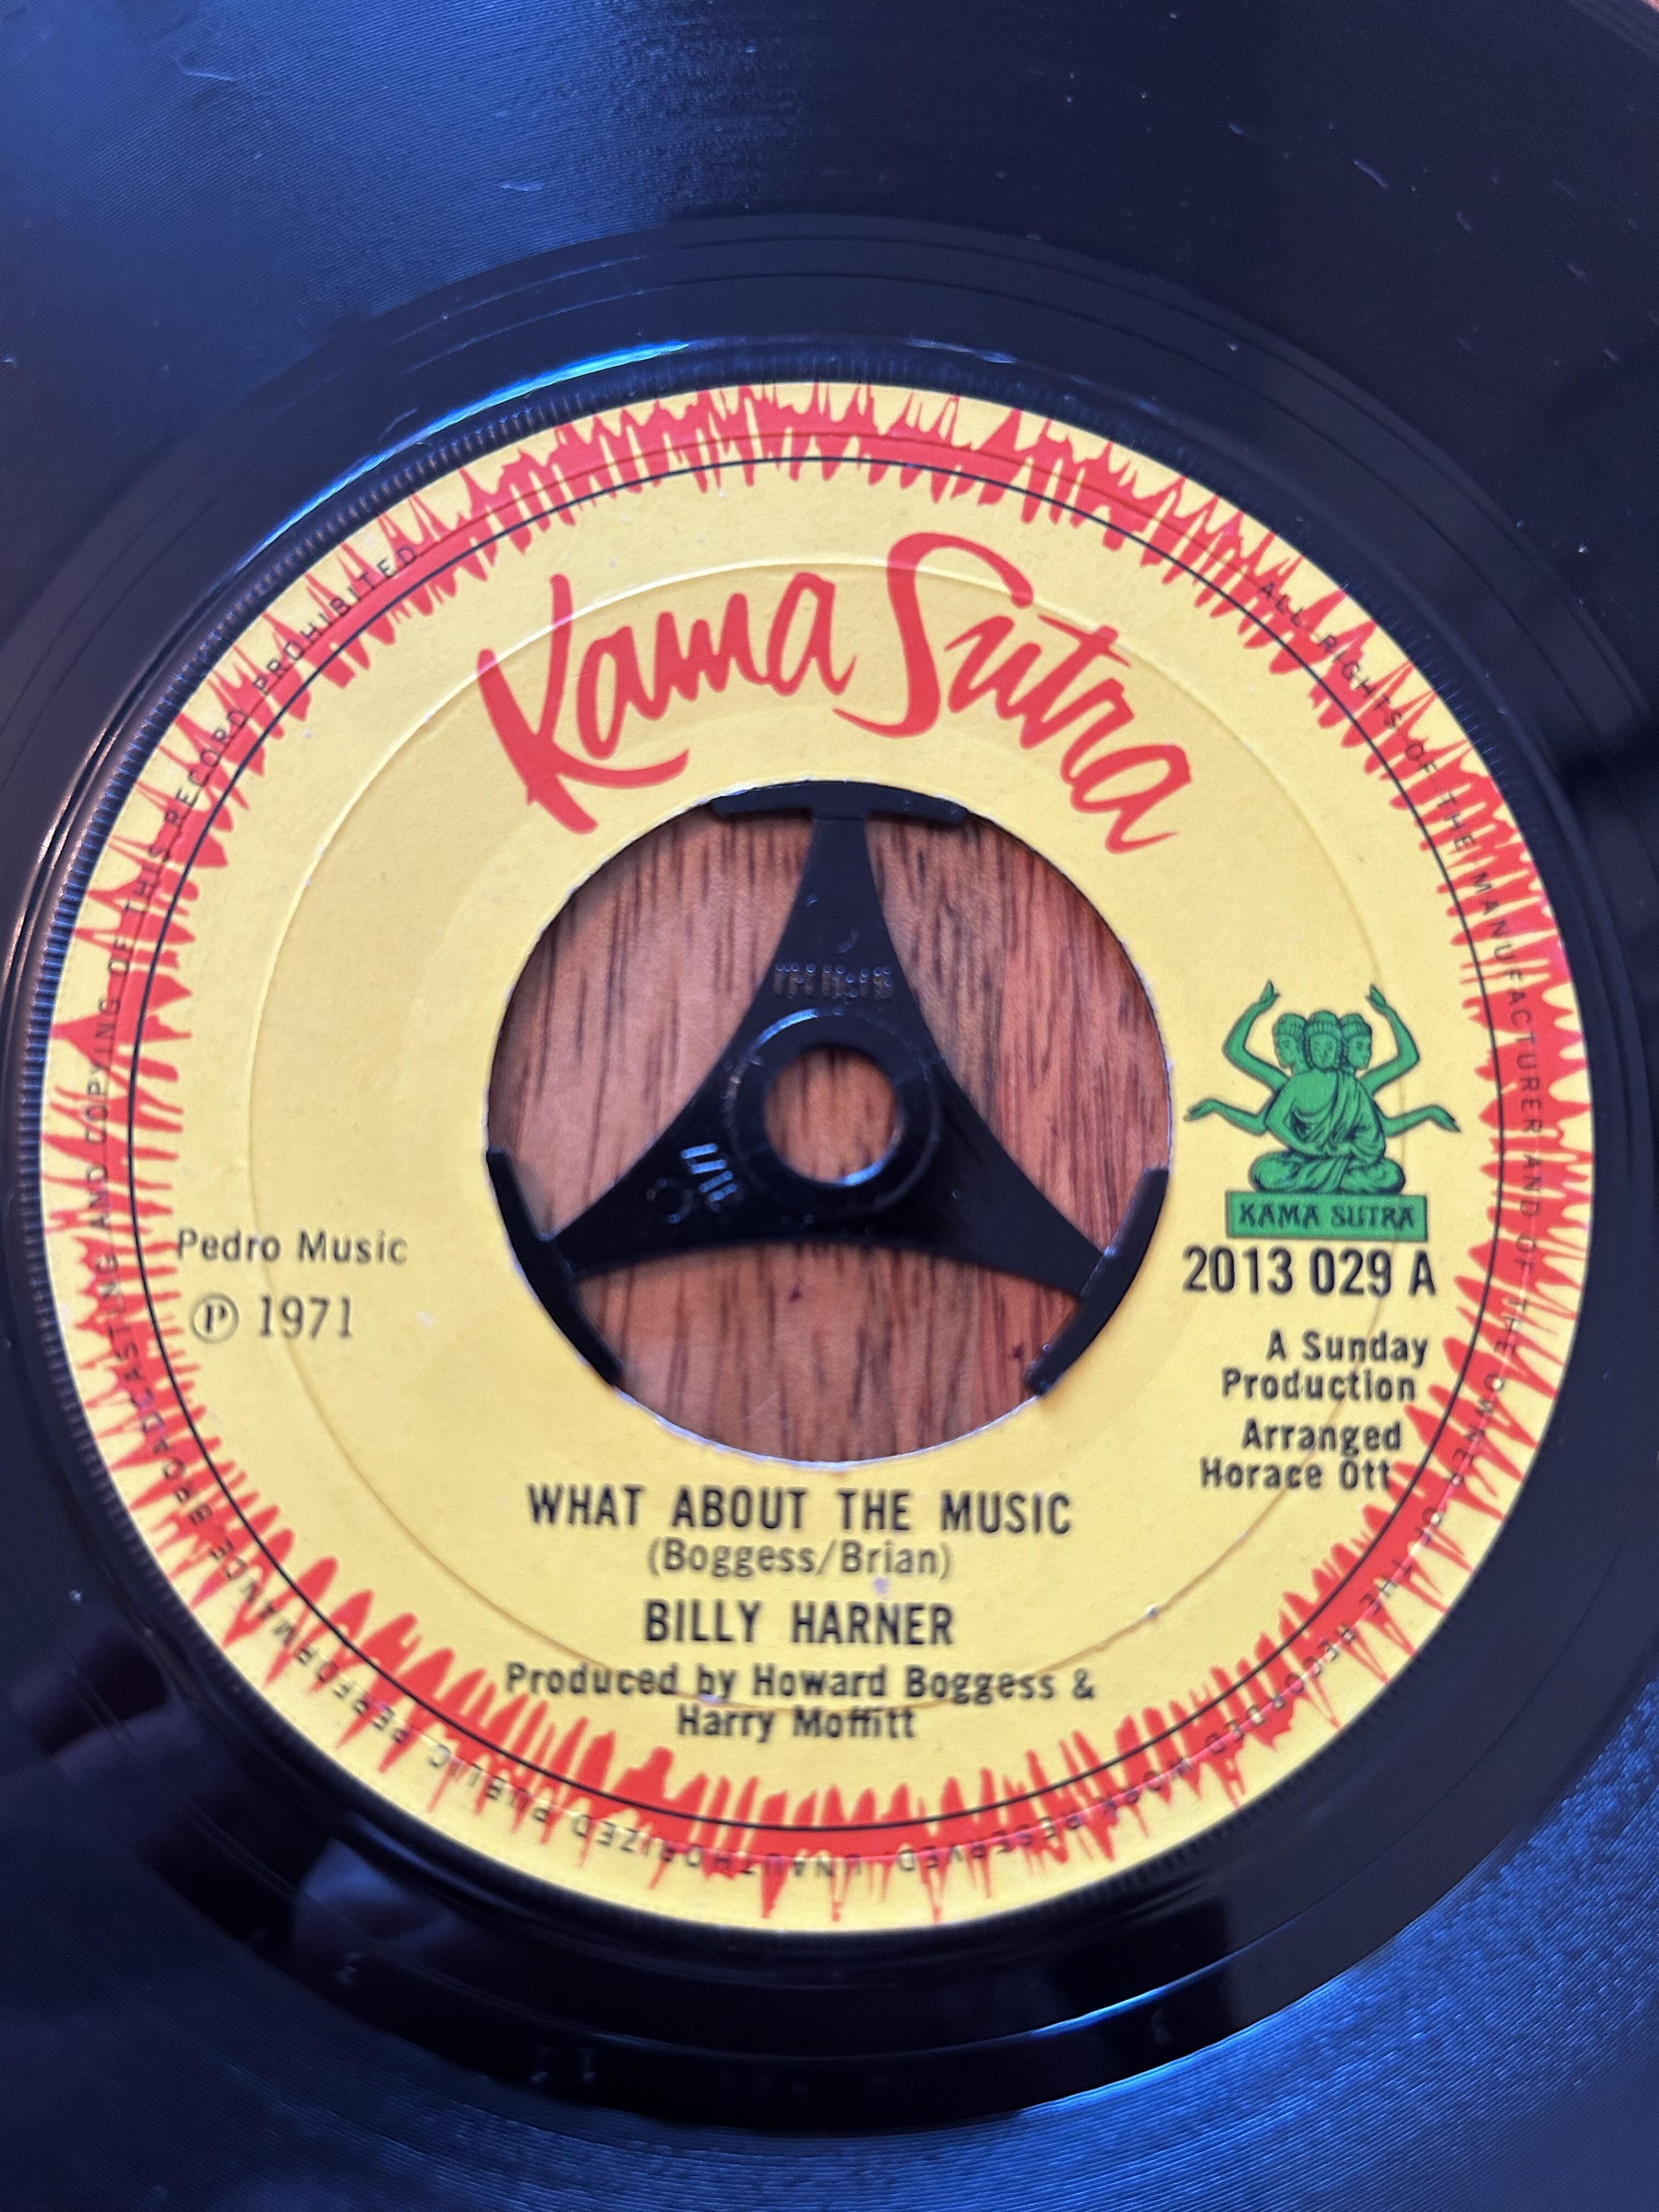 Kama Sutra
KAMA SUTRA
2013 029 A
Pedro Music
Ⓟ 1971
A Sunday
Production
Arranged
Horace Ott
WHAT ABOUT THE MUSIC
(Boggess/Brian)
BILLY HARNER
Produced by Howard Boggess &
Harry Moffitt
ALL RIGHTS OF THE MANUFACTURER AND OF THE OWNER OF THE RECORDED WORK RESERVED. UNAUTHORIZED PUBLIC PERFORMANCE, BROADCASTING AND COPYING OF THIS RECORD PROHIBITED